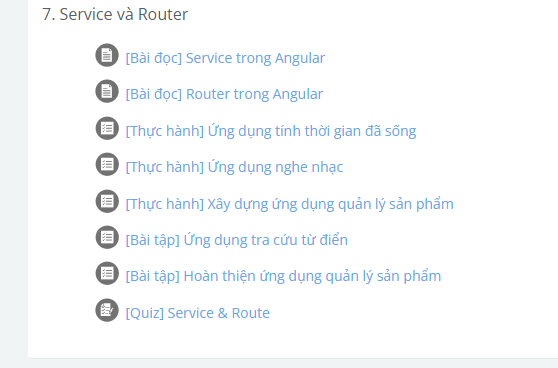 7. Service và Router
[Bài đọc] Service trong Angular
[Bài đọc] Router trong Angular
[Thực hành] Ứng dụng tính thời gian đã sống
[Thực hành] Ứng dụng nghe nhạc
[Thực hành] Xây dựng ứng dụng quản lý sản phẩm
[Bài tập] Ứng dụng tra cứu từ điển
[Bài tập] Hoàn thiện ứng dụng quản lý sản phẩm
[Quiz] Service & Route